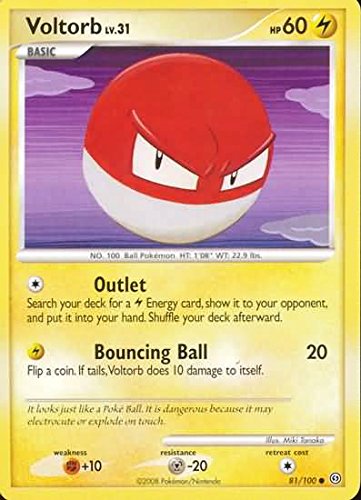 Voltorb LV.31 HP 60
BASIC
NO. 100 Ball Pokémon HT: 1'08" WT: 22.9 lbs.
Outlet
Search your deck for a Energy card, show it to your opponent,
and put it into your hand. Shuffle your deck afterward.
Bouncing Ball 20
Flip a coin. If tails, Voltorb does 10 damage to itself.
It looks just like a Poké Ball. It is dangerous because it may
electrocute or explode on touch.
Illus. Miki Tanaka
weakness resistance retreat cost
+10 -20
©2008 Pokémon/Nintendo 81/100